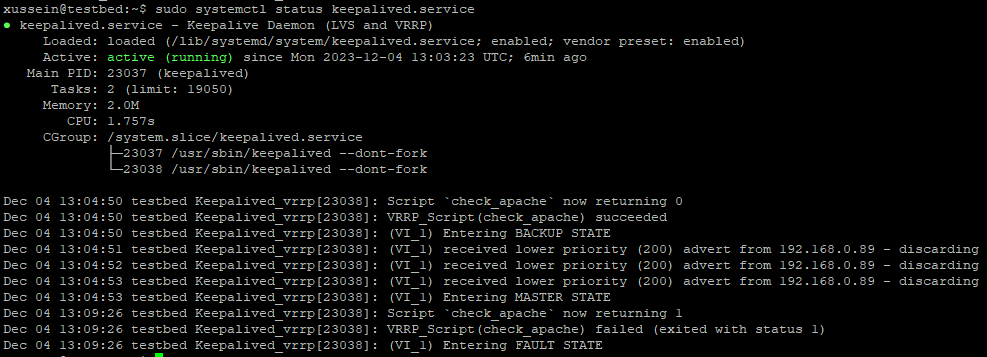 xussein@testbed:~$ sudo systemctl status keepalived.service
● keepalived.service - Keepalive Daemon (LVS and VRRP)
Loaded: loaded (/lib/systemd/system/keepalived.service; enabled; vendor preset: enabled)
Active: active (running) since Mon 2023-12-04 13:03:23 UTC; 6min ago
Main PID: 23037 (keepalived)
Tasks: 2 (limit: 19050)
Memory: 2.0M
CPU: 1.757s
CGroup: /system.slice/keepalived.service
├─23037 /usr/sbin/keepalived --dont-fork
└─23038 /usr/sbin/keepalived --dont-fork
Dec 04 13:04:50 testbed Keepalived_vrrp[23038]: Script `check_apache` now returning 0
Dec 04 13:04:50 testbed Keepalived_vrrp[23038]: VRRP_Script(check_apache) succeeded
Dec 04 13:04:50 testbed Keepalived_vrrp[23038]: (VI_1) Entering BACKUP STATE
Dec 04 13:04:51 testbed Keepalived_vrrp[23038]: (VI_1) received lower priority (200) advert from 192.168.0.89 - discarding
Dec 04 13:04:52 testbed Keepalived_vrrp[23038]: (VI_1) received lower priority (200) advert from 192.168.0.89 - discarding
Dec 04 13:04:53 testbed Keepalived_vrrp[23038]: (VI_1) received lower priority (200) advert from 192.168.0.89 - discarding
Dec 04 13:04:53 testbed Keepalived_vrrp[23038]: (VI_1) Entering MASTER STATE
Dec 04 13:09:26 testbed Keepalived_vrrp[23038]: Script `check_apache` now returning 1
Dec 04 13:09:26 testbed Keepalived_vrrp[23038]: VRRP_Script(check_apache) failed (exited with status 1)
Dec 04 13:09:26 testbed Keepalived_vrrp[23038]: (VI_1) Entering FAULT STATE